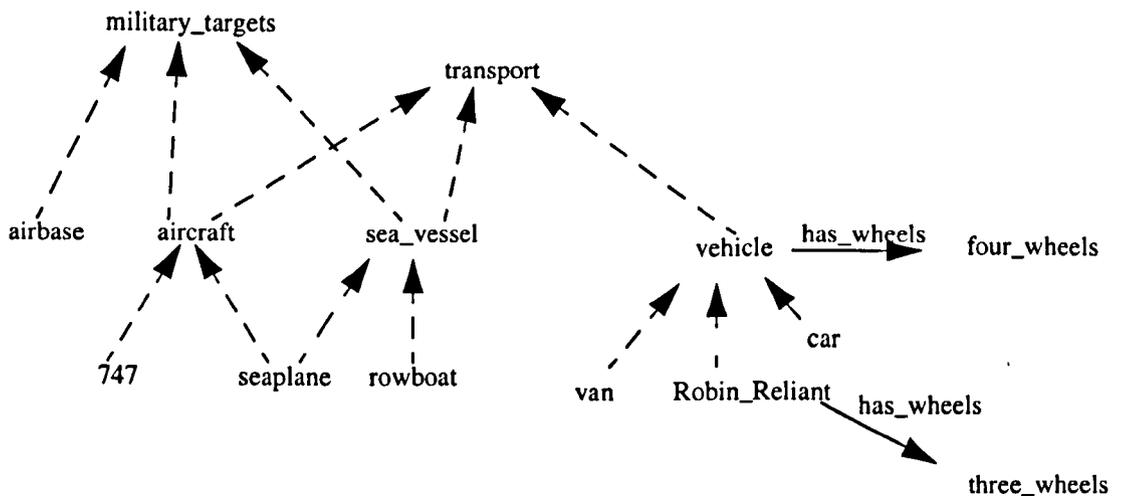 military_targets
transport
airbase
aircraft
sea_vessel
vehicle
has_wheels
four_wheels
car
747
seaplane
rowboat
van
Robin_Reliant
has_wheels
three_wheels